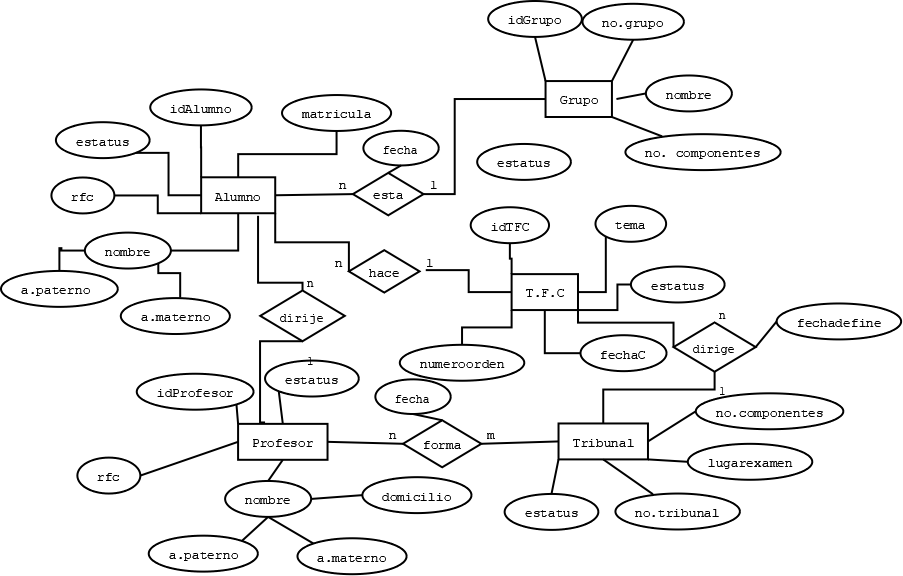 idGrupo
no.grupo
Grupo
nombre
no. componentes
idAlumno
matricula
estatus
fecha
estatus
rfc
Alumno
n
esta
1
nombre
a.paterno
a.materno
n
hace
1
idTFC
tema
T.F.C
estatus
n
dirije
1
numeroorden
fechaC
n
dirige
1
fechadefine
idProfesor
estatus
fecha
no.componentes
Profesor
n
forma
m
Tribunal
lugarexamen
rfc
nombre
domicilio
estatus
no.tribunal
a.paterno
a.materno